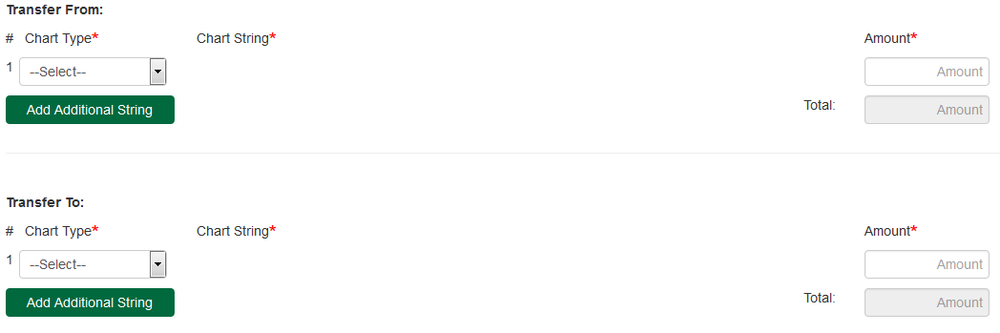 Transfer From:
# Chart Type* Chart String* Amount*
1 --Select-- Amount
Add Additional String Total: Amount
Transfer To:
# Chart Type* Chart String* Amount*
1 --Select-- Amount
Add Additional String Total: Amount